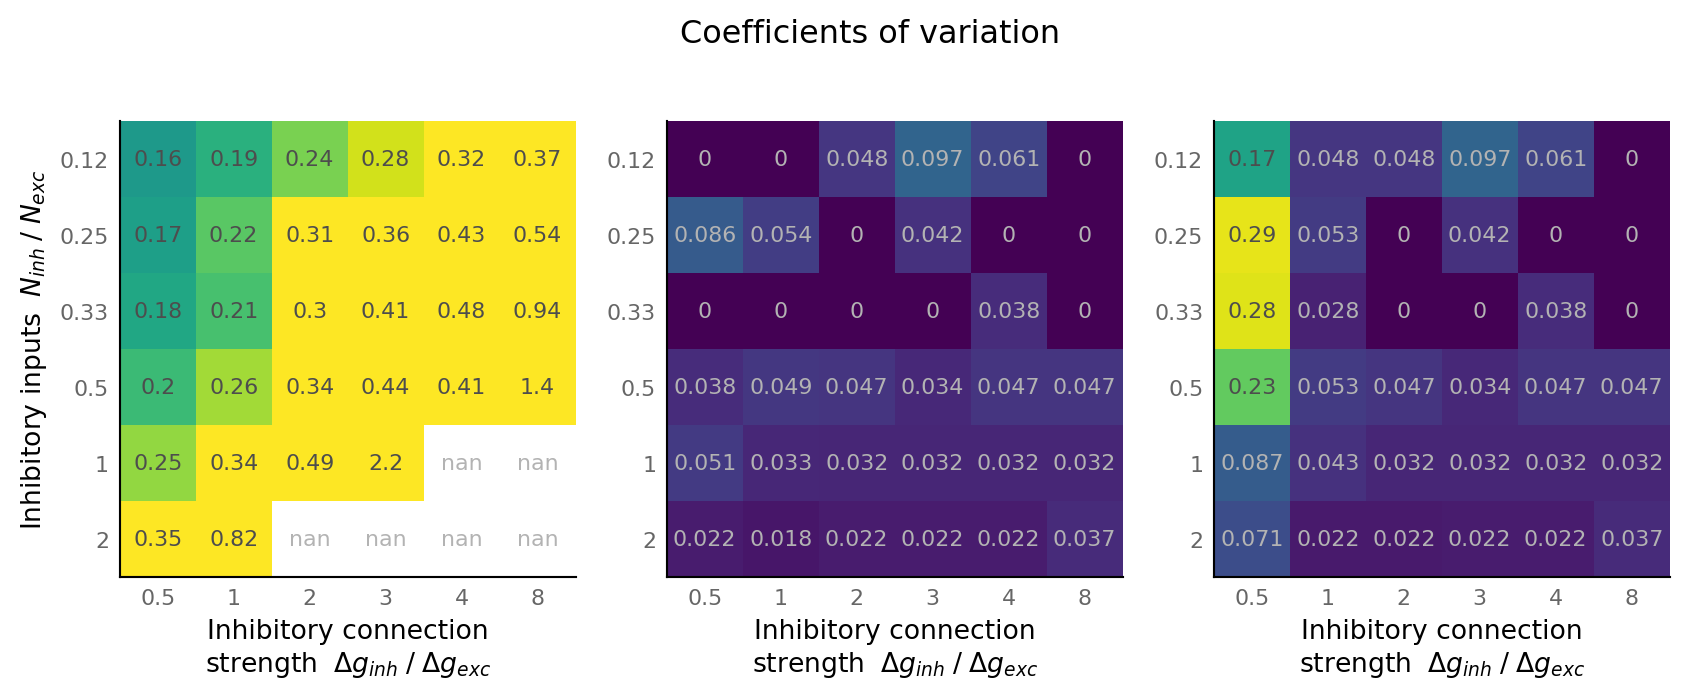 Coefficients of variation
Inhibitory inputs N_inh / N_exc
0.12 0.16 0.19 0.24 0.28 0.32 0.37
0.25 0.17 0.22 0.31 0.36 0.43 0.54
0.33 0.18 0.21 0.3 0.41 0.48 0.94
0.5 0.2 0.26 0.34 0.44 0.41 1.4
1 0.25 0.34 0.49 2.2 nan nan
2 0.35 0.82 nan nan nan nan
0.5 1 2 3 4 8
Inhibitory connection
strength Δg_inh / Δg_exc
0.12 0 0 0.048 0.097 0.061 0
0.25 0.086 0.054 0 0.042 0 0
0.33 0 0 0 0 0.038 0
0.5 0.038 0.049 0.047 0.034 0.047 0.047
1 0.051 0.033 0.032 0.032 0.032 0.032
2 0.022 0.018 0.022 0.022 0.022 0.037
0.5 1 2 3 4 8
Inhibitory connection
strength Δg_inh / Δg_exc
0.12 0.17 0.048 0.048 0.097 0.061 0
0.25 0.29 0.053 0 0.042 0 0
0.33 0.28 0.028 0 0 0.038 0
0.5 0.23 0.053 0.047 0.034 0.047 0.047
1 0.087 0.043 0.032 0.032 0.032 0.032
2 0.071 0.022 0.022 0.022 0.022 0.037
0.5 1 2 3 4 8
Inhibitory connection
strength Δg_inh / Δg_exc